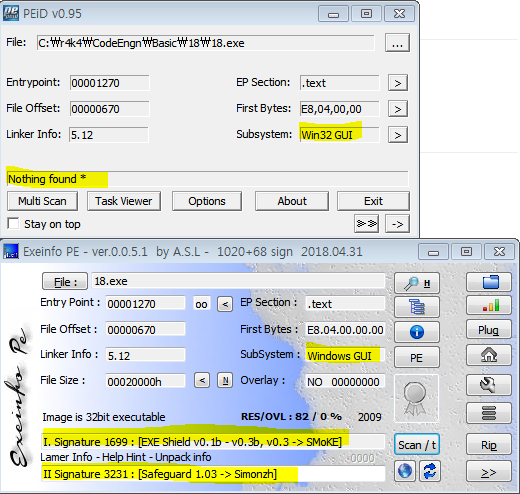 PEiD v0.95
File: C:₩r4k4₩CodeEngn₩Basic₩18₩18.exe ...
Entrypoint: 00001270 EP Section: .text >
File Offset: 00000670 First Bytes: E8,04,00,00 >
Linker Info: 5.12 Subsystem: Win32 GUI >
Nothing found *
Multi Scan Task Viewer Options About Exit
Stay on top >> ->
Exeinfo PE - ver.0.0.5.1 by A.S.L - 1020+68 sign 2018.04.31
Exeinfo Pe
File : 18.exe H
Entry Point : 00001270 oo < EP Section : .text
File Offset : 00000670 First Bytes : E8.04.00.00.00 Plug
Linker Info : 5.12 SubSystem : Windows GUI PE
File Size : 00020000h < N Overlay : NO 00000000
Image is 32bit executable RES/OVL : 82 / 0 % 2009
I. Signature 1699 : [EXE Shield v0.1b - v0.3b, v0.3 -> SMoKE] Scan / t Rip
Lamer Info - Help Hint - Unpack info -0000
II Signature 3231 : [Safeguard 1.03 -> Simonzh] >>